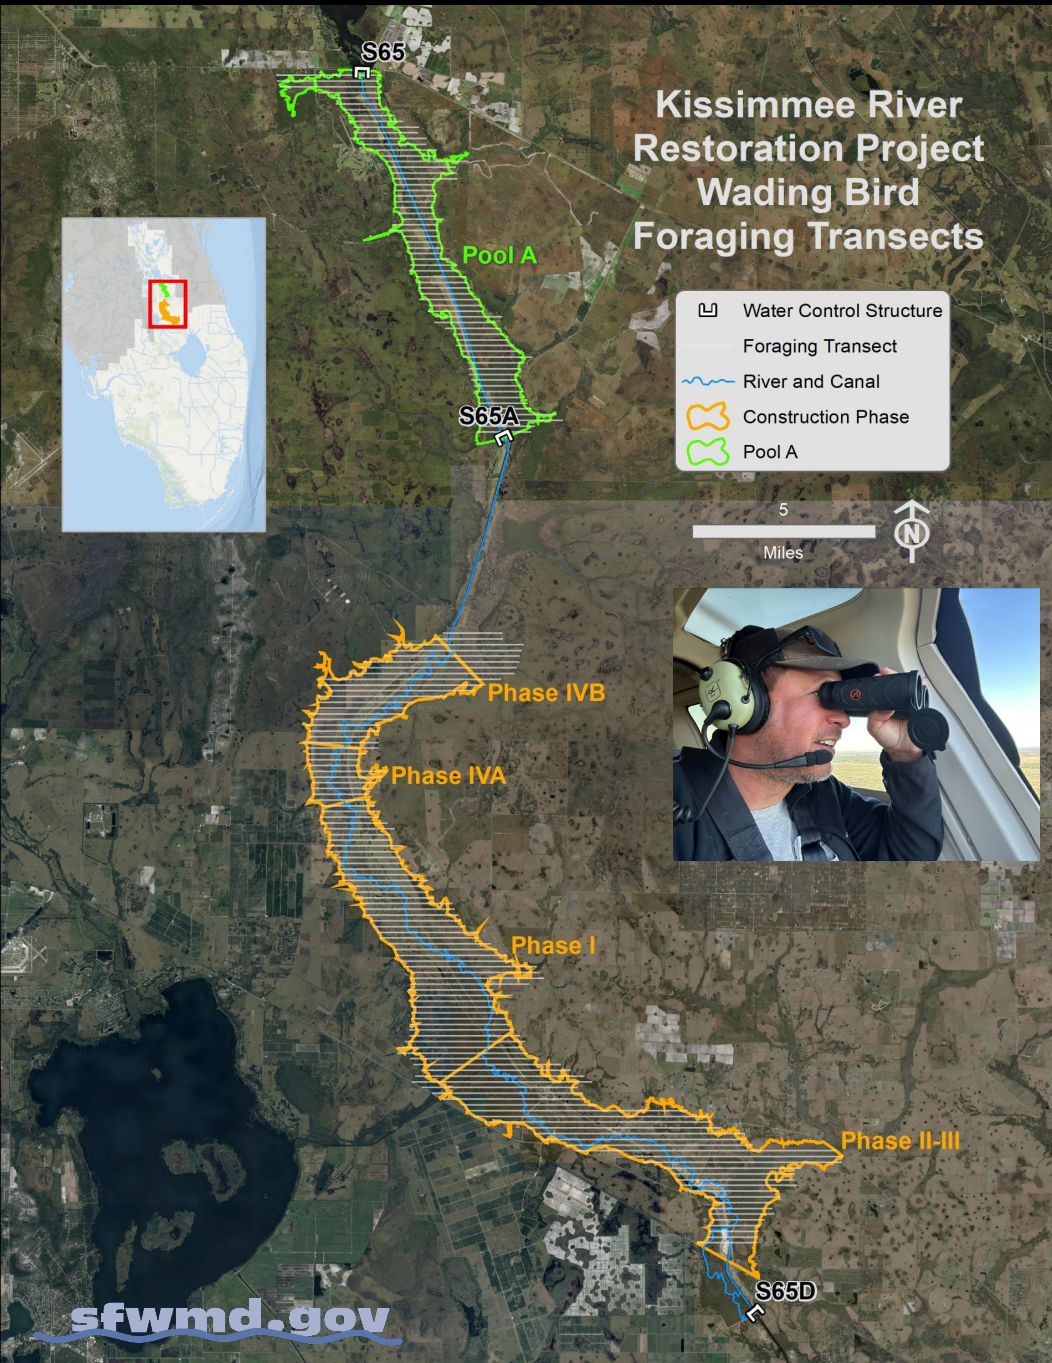 S65
Kissimmee River
Restoration Project
Wading Bird
Foraging Transects
Pool A
Water Control Structure
Foraging Transect
River and Canal
Construction Phase
Pool A
S65A
5
N
Miles
Phase IVB
Phase IVA
Phase I
Phase II-III
S65D
sfwmd.gov